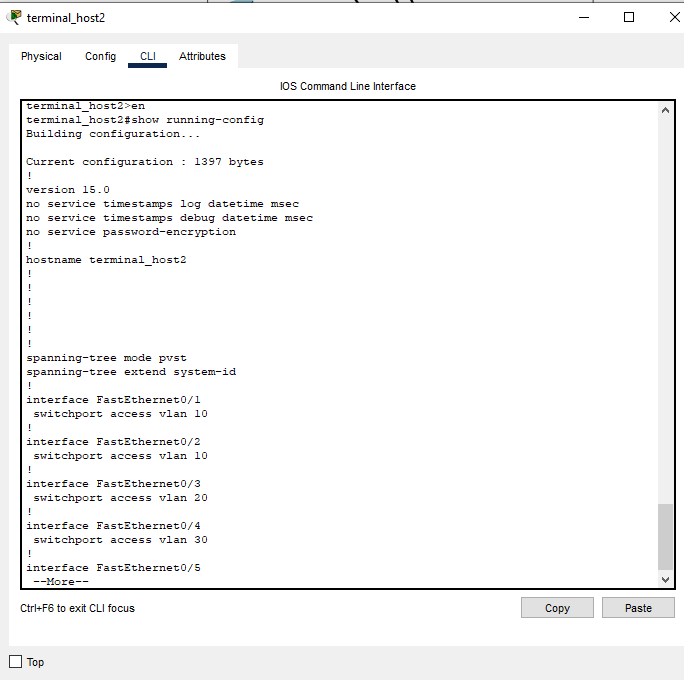 terminal_host2
Physical Config CLI Attributes
IOS Command Line Interface
terminal_host2>en
terminal_host2#show running-config
Building configuration...
Current configuration : 1397 bytes
!
version 15.0
no service timestamps log datetime msec
no service timestamps debug datetime msec
no service password-encryption
!
hostname terminal_host2
!
!
!
!
!
!
spanning-tree mode pvst
spanning-tree extend system-id
!
interface FastEthernet0/1
 switchport access vlan 10
!
interface FastEthernet0/2
 switchport access vlan 10
!
interface FastEthernet0/3
 switchport access vlan 20
!
interface FastEthernet0/4
 switchport access vlan 30
!
interface FastEthernet0/5
 --More--
Ctrl+F6 to exit CLI focus
Copy Paste
Top